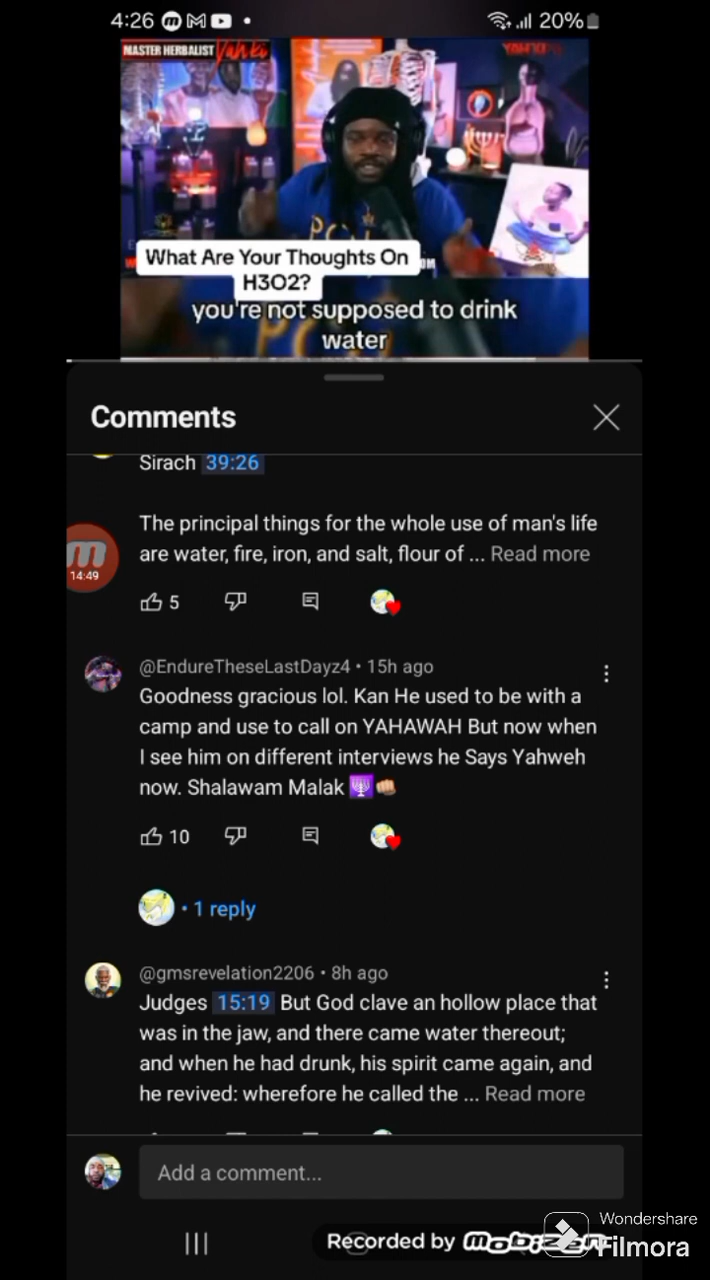 4:26
20%
MASTER HERBALIST Yahki
What Are Your Thoughts On
H3O2?
you're not supposed to drink
water
Comments
Sirach 39:26
The principal things for the whole use of man's life
are water, fire, iron, and salt, flour of ... Read more
14:49
5
@EndureTheseLastDayz4 • 15h ago
Goodness gracious lol. Kan He used to be with a
camp and use to call on YAHAWAH But now when
I see him on different interviews he Says Yahweh
now. Shalawam Malak 🕎👊🏼
10
• 1 reply
@gmsrevelation2206 • 8h ago
Judges 15:19 But God clave an hollow place that
was in the jaw, and there came water thereout;
and when he had drunk, his spirit came again, and
he revived: wherefore he called the ... Read more
Add a comment...
Recorded by mobizen
Wondershare
Filmora